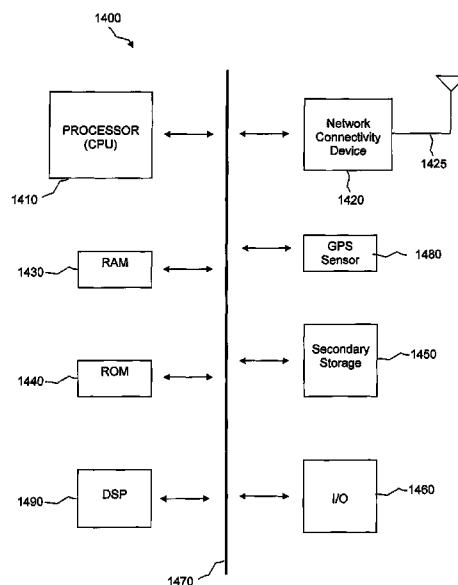 1400
PROCESSOR
(CPU)
1410
Network
Connectivity
Device
1420
1425
RAM
1430
GPS
Sensor
1480
ROM
1440
Secondary
Storage
1450
DSP
1490
I/O
1460
1470